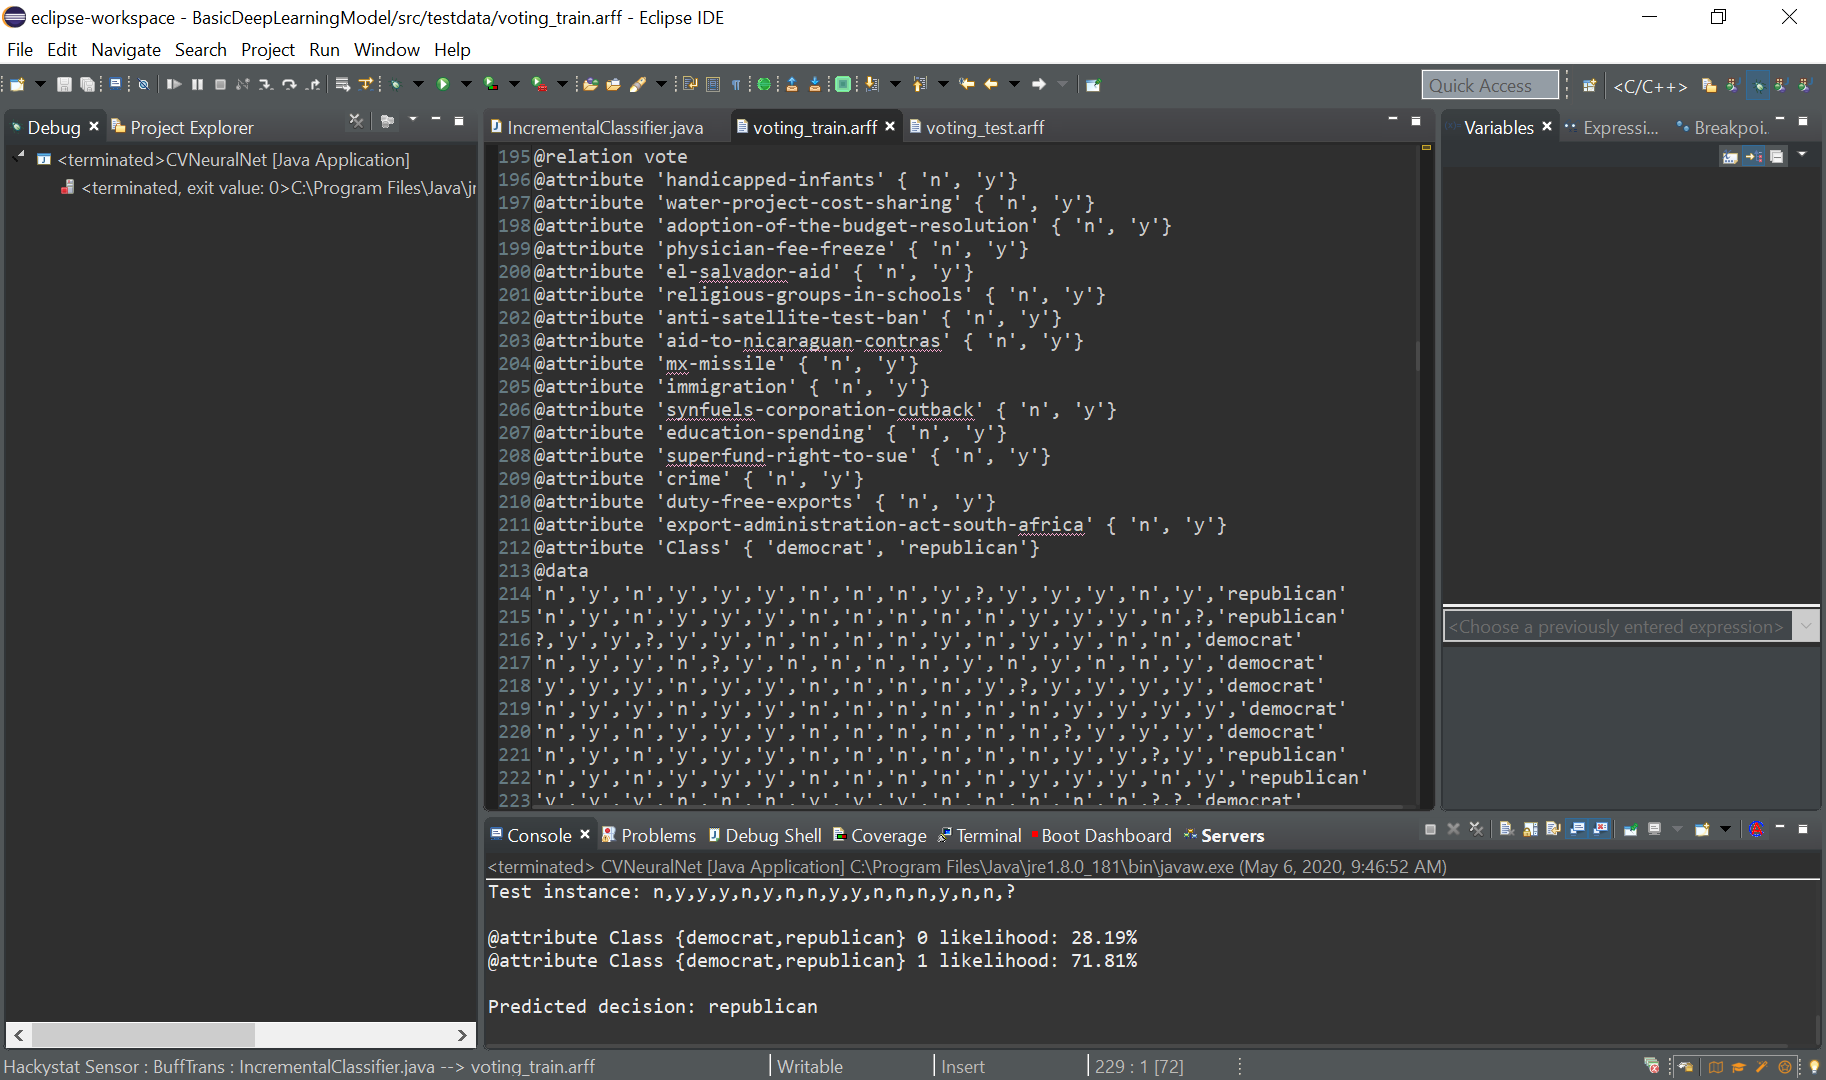 eclipse-workspace - BasicDeepLearningModel/src/testdata/voting_train.arff - Eclipse IDE
File Edit Navigate Search Project Run Window Help
Quick Access
<C/C++>
Debug
Project Explorer
IncrementalClassifier.java
voting_train.arff
voting_test.arff
Variables
Expressi...
Breakpoi..
<terminated>CVNeuralNet [Java Application]
<terminated, exit value: 0>C:\Program Files\Java\jr
195 @relation vote
196 @attribute 'handicapped-infants' { 'n', 'y'}
197 @attribute 'water-project-cost-sharing' { 'n', 'y'}
198 @attribute 'adoption-of-the-budget-resolution' { 'n', 'y'}
199 @attribute 'physician-fee-freeze' { 'n', 'y'}
200 @attribute 'el-salvador-aid' { 'n', 'y'}
201 @attribute 'religious-groups-in-schools' { 'n', 'y'}
202 @attribute 'anti-satellite-test-ban' { 'n', 'y'}
203 @attribute 'aid-to-nicaraguan-contras' { 'n', 'y'}
204 @attribute 'mx-missile' { 'n', 'y'}
205 @attribute 'immigration' { 'n', 'y'}
206 @attribute 'synfuels-corporation-cutback' { 'n', 'y'}
207 @attribute 'education-spending' { 'n', 'y'}
208 @attribute 'superfund-right-to-sue' { 'n', 'y'}
209 @attribute 'crime' { 'n', 'y'}
210 @attribute 'duty-free-exports' { 'n', 'y'}
211 @attribute 'export-administration-act-south-africa' { 'n', 'y'}
212 @attribute 'Class' { 'democrat', 'republican'}
213 @data
214 'n','y','n','y','y','y','n','n','n','y',?,'y','y','y','n','y','republican'
215 'n','y','n','y','y','y','n','n','n','n','n','y','y','y','n',?,'republican'
216 ?,'y','y',?,'y','y','n','n','n','n','y','n','y','y','n','n','democrat'
217 'n','y','y','n',?,'y','n','n','n','n','y','n','y','n','n','y','democrat'
218 'y','y','y','n','y','y','n','n','n','n','y',?,'y','y','y','y','democrat'
219 'n','y','y','n','y','y','n','n','n','n','n','n','y','y','y','y','democrat'
220 'n','y','n','y','y','y','n','n','n','n','n','n',?,'y','y','y','democrat'
221 'n','y','n','y','y','y','n','n','n','n','n','n','y','y',?,'y','republican'
222 'n','y','n','y','y','y','n','n','n','n','n','y','y','y','n','y','republican'
223 'y','y','y','n','n','n','y','y','y','n','n','n','n','n',?,?,'democrat'
<Choose a previously entered expression>
Console
Problems
Debug Shell
Coverage
Terminal
Boot Dashboard
Servers
<terminated> CVNeuralNet [Java Application] C:\Program Files\Java\jre1.8.0_181\bin\javaw.exe (May 6, 2020, 9:46:52 AM)
Test instance: n,y,y,y,n,y,n,n,y,y,n,n,n,y,n,n,?
@attribute Class {democrat,republican} 0 likelihood: 28.19%
@attribute Class {democrat,republican} 1 likelihood: 71.81%
Predicted decision: republican
Hackystat Sensor : BuffTrans : IncrementalClassifier.java --> voting_train.arff
Writable
Insert
229 : 1 [72]